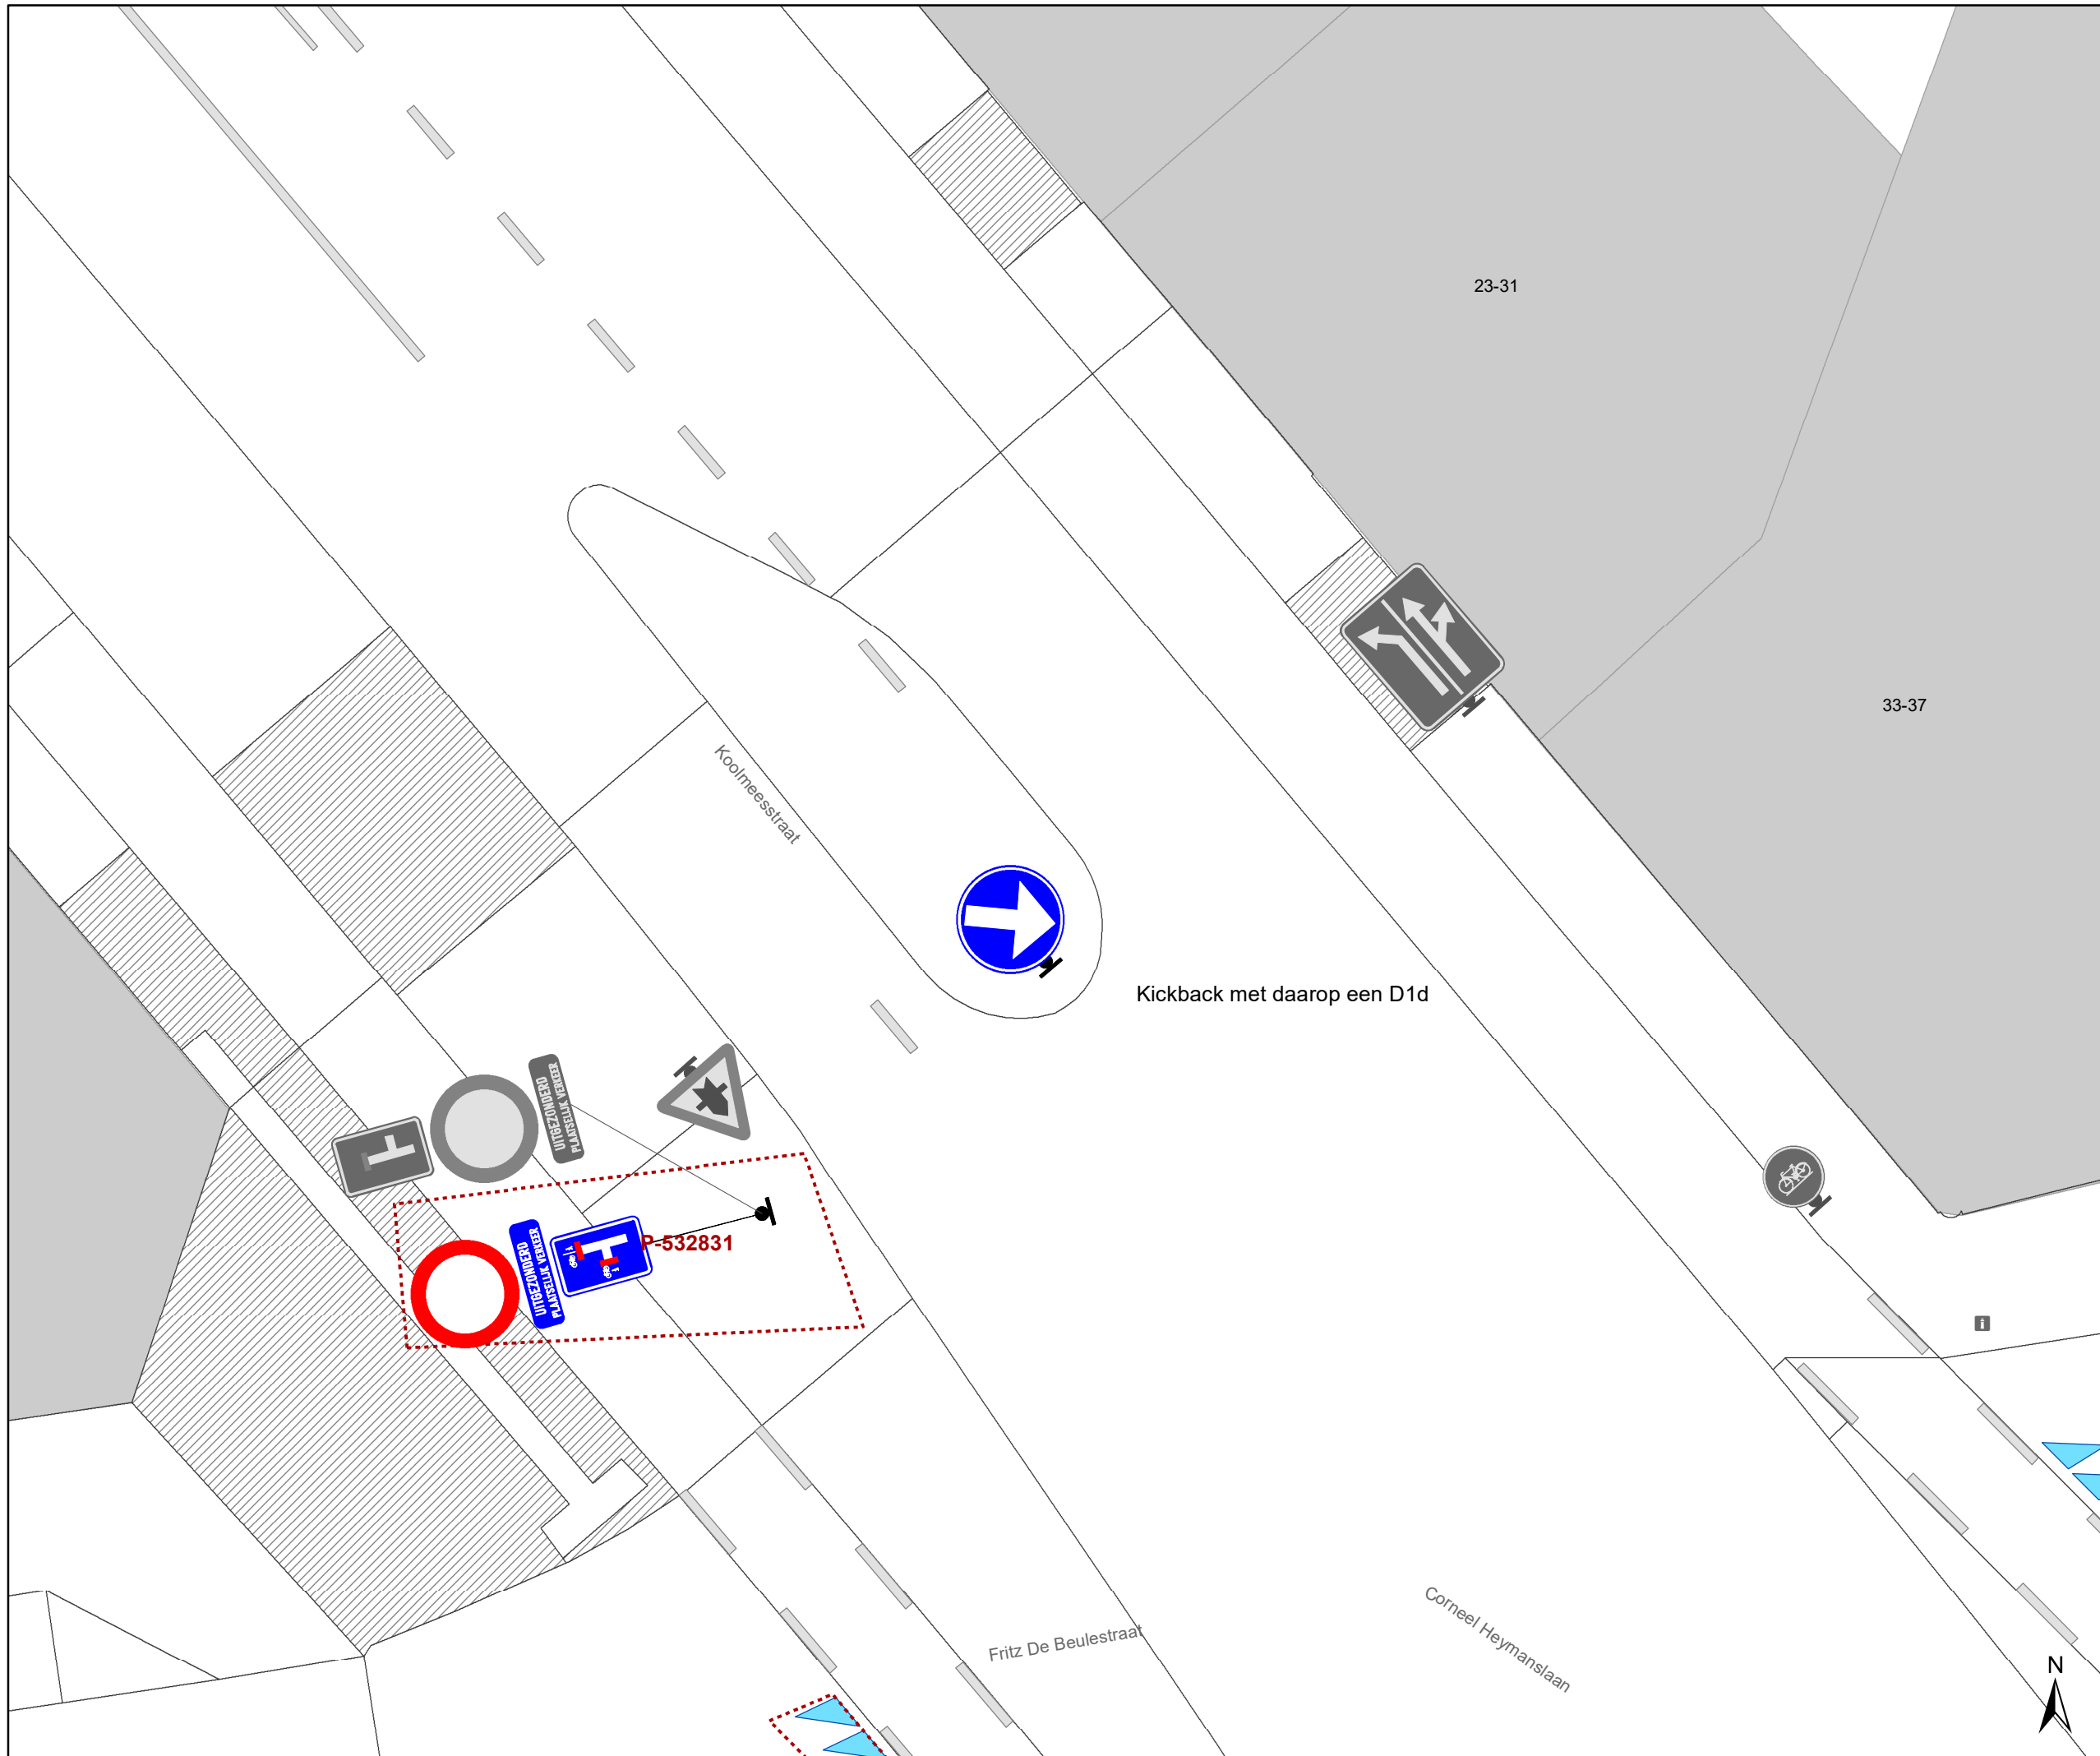 23-31
33-37
Koolmeesstraat
Kickback met daarop een D1d
UITGEZONDERD
PLAATSELIJK VERKEER
P-532831
UITGEZONDERD
PLAATSELIJK VERKEER
i
Corneel Heymanslaan
Fritz De Beulestraat
N